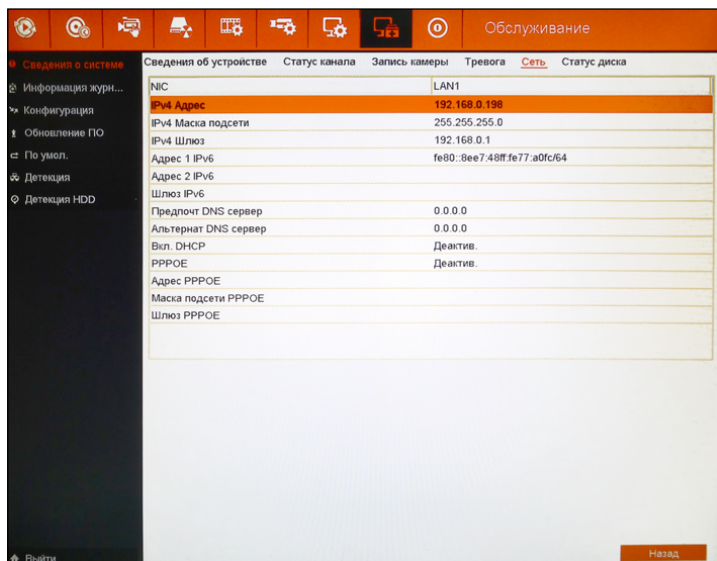 Обслуживание
Сведения о системе
Информация журн...
Конфигурация
Обновление ПО
По умол.
Детекция
Детекция HDD
Выйти
Сведения об устройстве Статус канала Запись камеры Тревога Сеть Статус диска
NIC LAN1
IPv4 Адрес 192.168.0.198
IPv4 Маска подсети 255.255.255.0
IPv4 Шлюз 192.168.0.1
Адрес 1 IPv6 fe80::8ee7:48ff:fe77:a0fc/64
Адрес 2 IPv6
Шлюз IPv6
Предпочт DNS сервер 0.0.0.0
Альтернат DNS сервер 0.0.0.0
Вкл. DHCP Деактив.
PPPOE Деактив.
Адрес PPPOE
Маска подсети PPPOE
Шлюз PPPOE
Назад